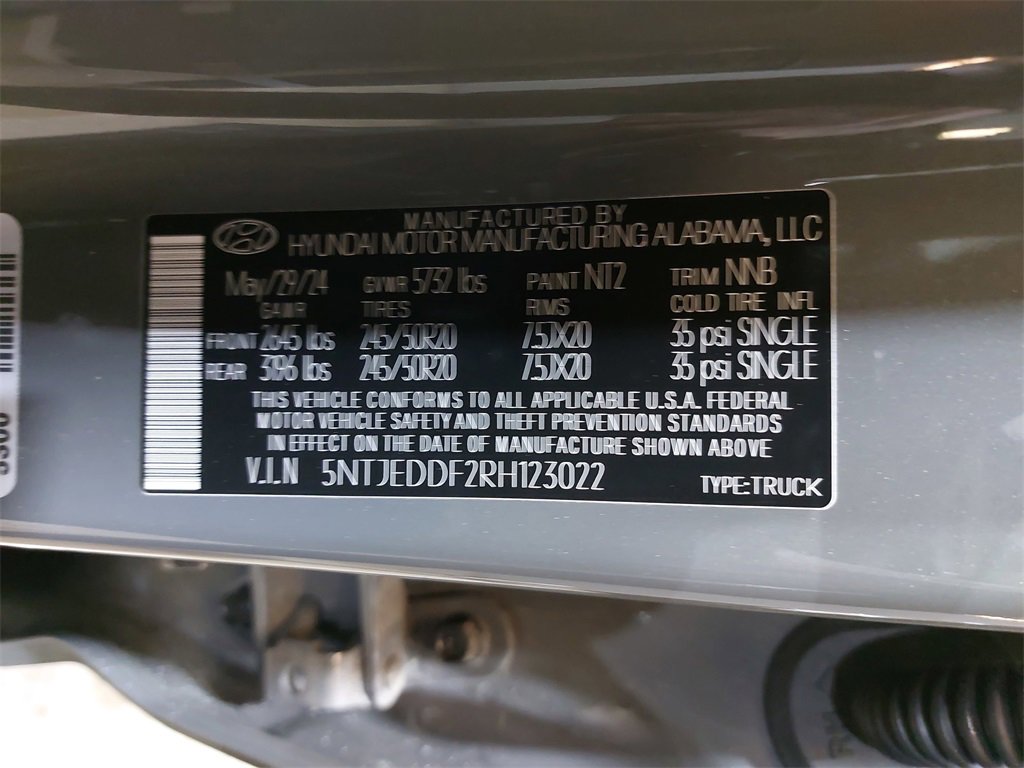 MANUFACTURED BY
HYUNDAI MOTOR MANUFACTURING ALABAMA, LLC
May/29/24 GVWR 5732 lbs PAINT NT2 TRIM NNB
GAWR TIRES RIMS COLD TIRE INFL
FRONT 2645 lbs 245/50R20 7.5JX20 35 psi SINGLE
REAR 3196 lbs 245/50R20 7.5JX20 35 psi SINGLE
THIS VEHICLE CONFORMS TO ALL APPLICABLE U.S.A. FEDERAL
MOTOR VEHICLE SAFETY AND THEFT PREVENTION STANDARDS
IN EFFECT ON THE DATE OF MANUFACTURE SHOWN ABOVE
V.I.N 5NTJEDDF2RH123022 TYPE:TRUCK